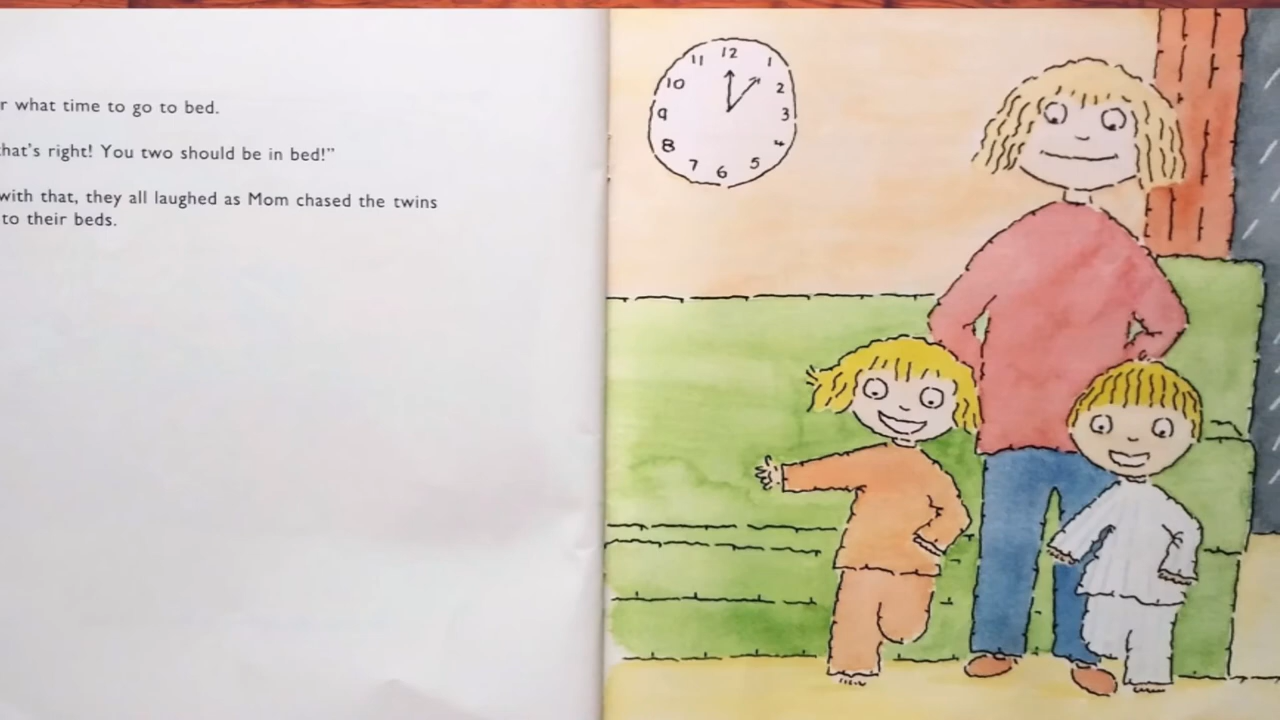 r what time to go to bed.
hat's right! You two should be in bed!”
with that, they all laughed as Mom chased the twins
to their beds.
12
11 1
10 2
9 3
8 4
7 5
6